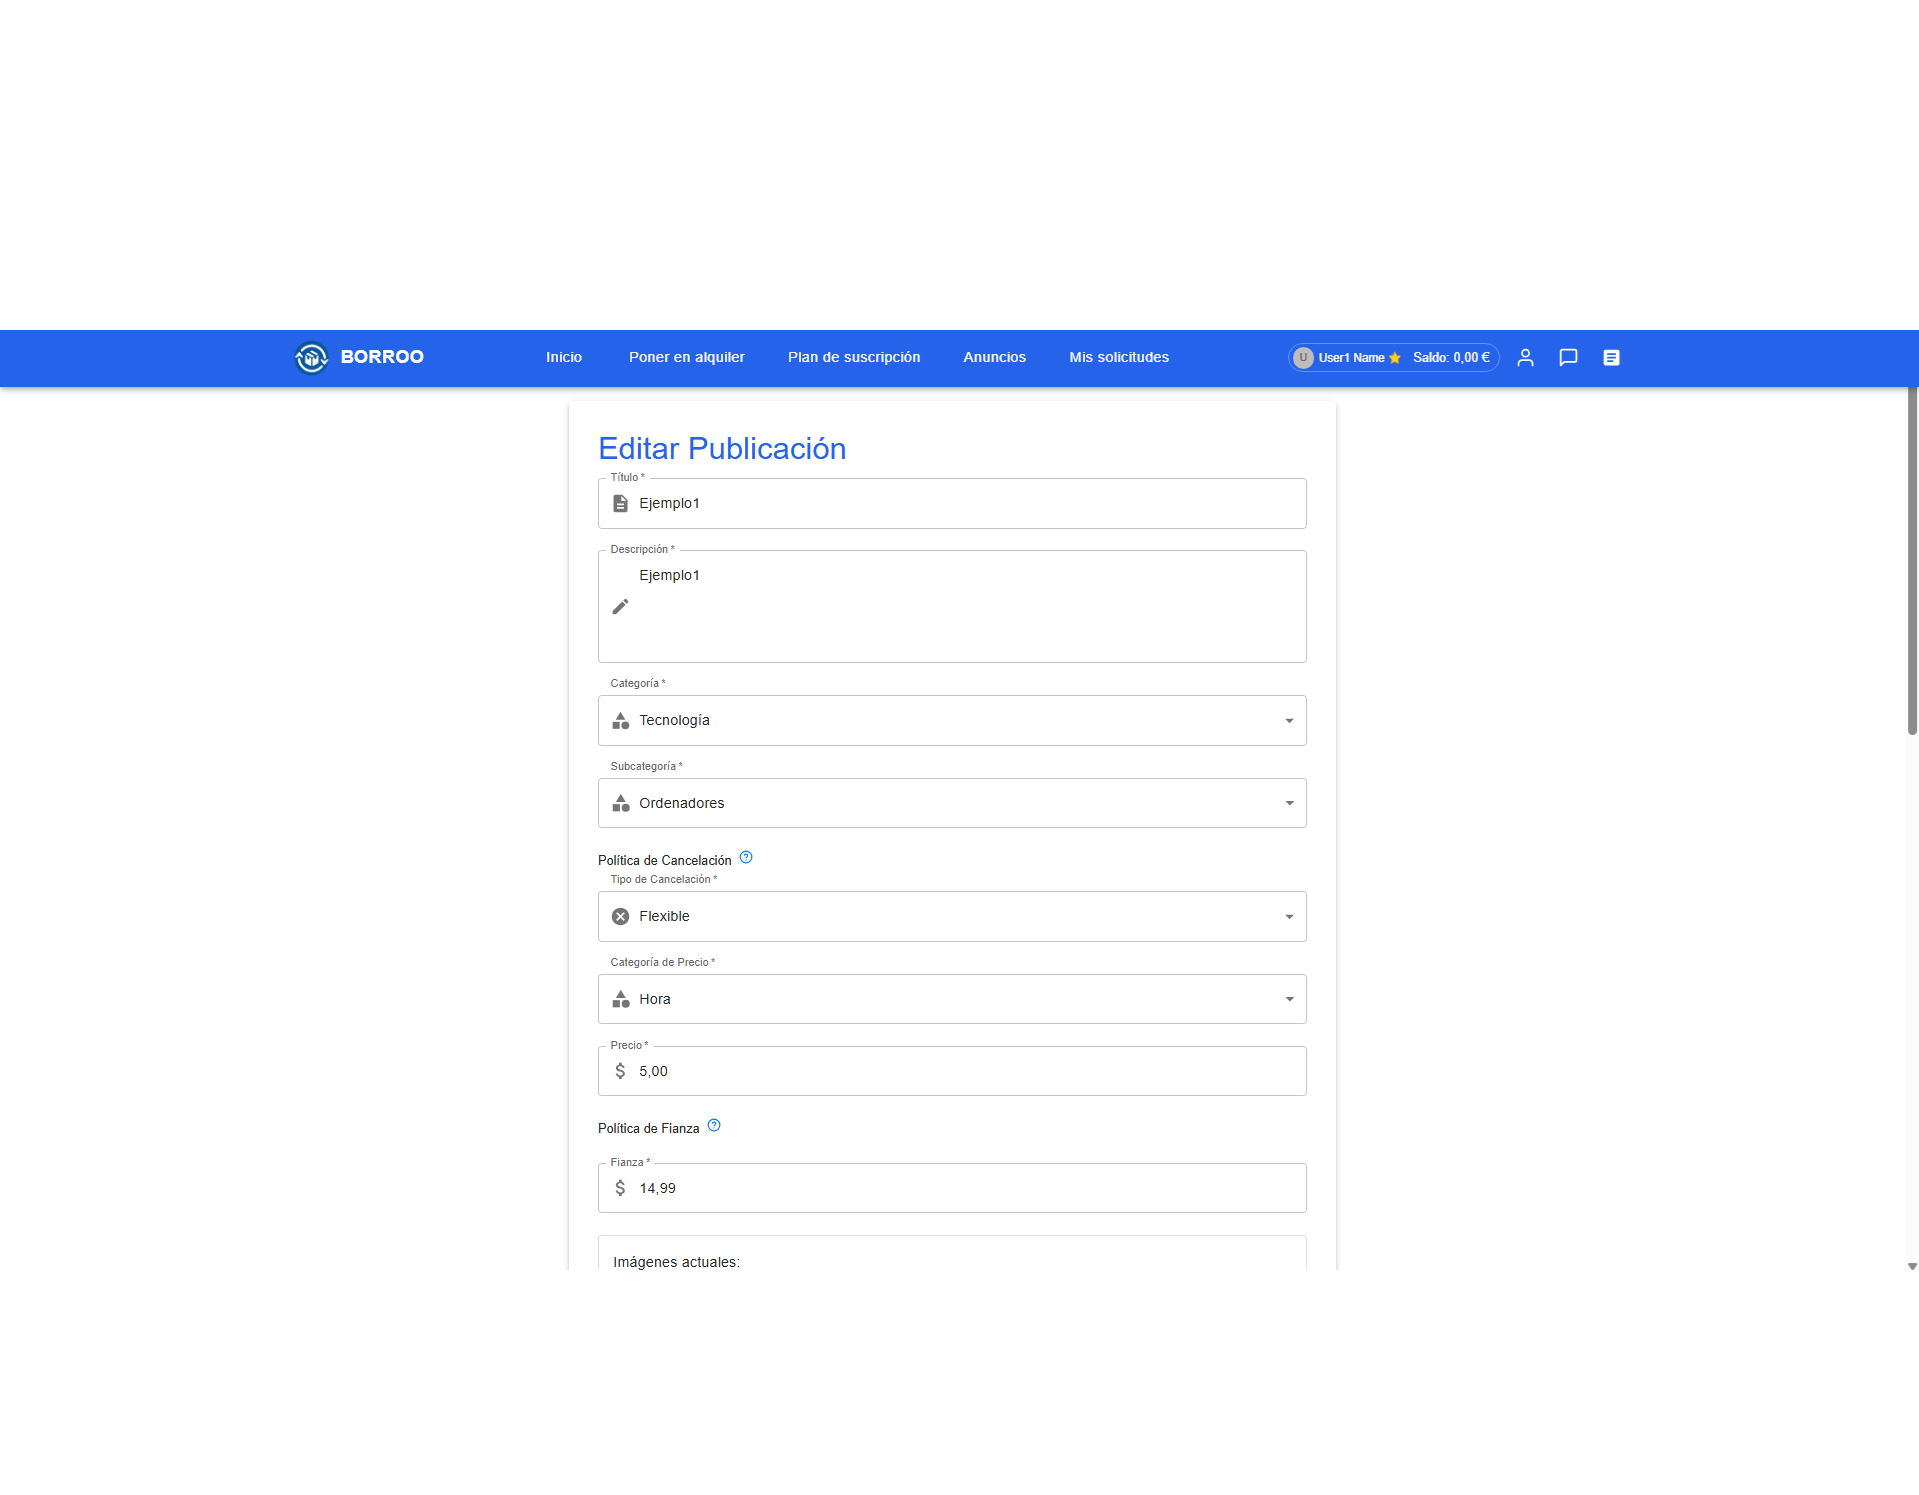 BORROO
Inicio
Poner en alquiler
Plan de suscripción
Anuncios
Mis solicitudes
U
User1 Name
Saldo: 0,00 €
Editar Publicación
Título *
Ejemplo1
Descripción *
Ejemplo1
Categoría *
Tecnología
Subcategoría *
Ordenadores
Política de Cancelación ?
Tipo de Cancelación *
Flexible
Categoría de Precio *
Hora
Precio *
$ 5,00
Política de Fianza ?
Fianza *
$ 14,99
Imágenes actuales: